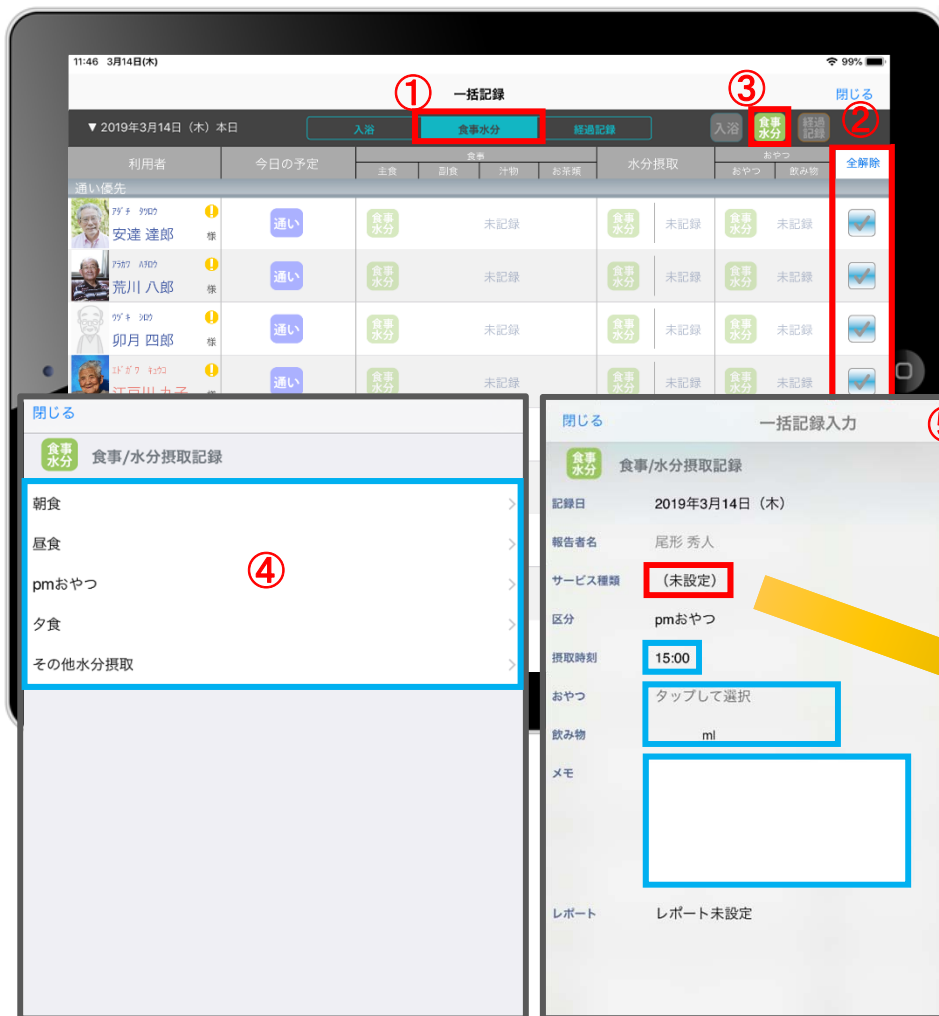 11:46 3月14日(木)
99%
① 一括記録 ③ 閉じる
▼ 2019年3月14日（木）本日 入浴 食事水分 経過記録 入浴 食事水分 経過記録 ②
利用者 今日の予定 食事 水分摂取 おやつ 全解除
主食 副食 汁物 お茶類 おやつ 飲み物
通い優先
ｱﾀﾞﾁ ﾀﾂﾛｳ
安達 達郎 様 通い 食事水分 未記録 食事水分 未記録 食事水分 未記録
ｱﾗｶﾜ ﾊﾁﾛｳ
荒川 八郎 様 通い 食事水分 未記録 食事水分 未記録 食事水分 未記録
ｳﾂﾞｷ ｼﾛｳ
卯月 四郎 様 通い 食事水分 未記録 食事水分 未記録 食事水分 未記録
江戸川 九子 様 通い 食事水分 未記録 食事水分 未記録 食事水分 未記録
閉じる
食事水分 食事/水分摂取記録
朝食
昼食
④
pmおやつ
夕食
その他水分摂取
閉じる 一括記録入力 ⑤
食事水分 食事/水分摂取記録
記録日 2019年3月14日（木）
報告者名 尾形 秀人
サービス種類 （未設定）
区分 pmおやつ
摂取時刻 15:00
おやつ タップして選択
飲み物 ml
メモ
レポート レポート未設定